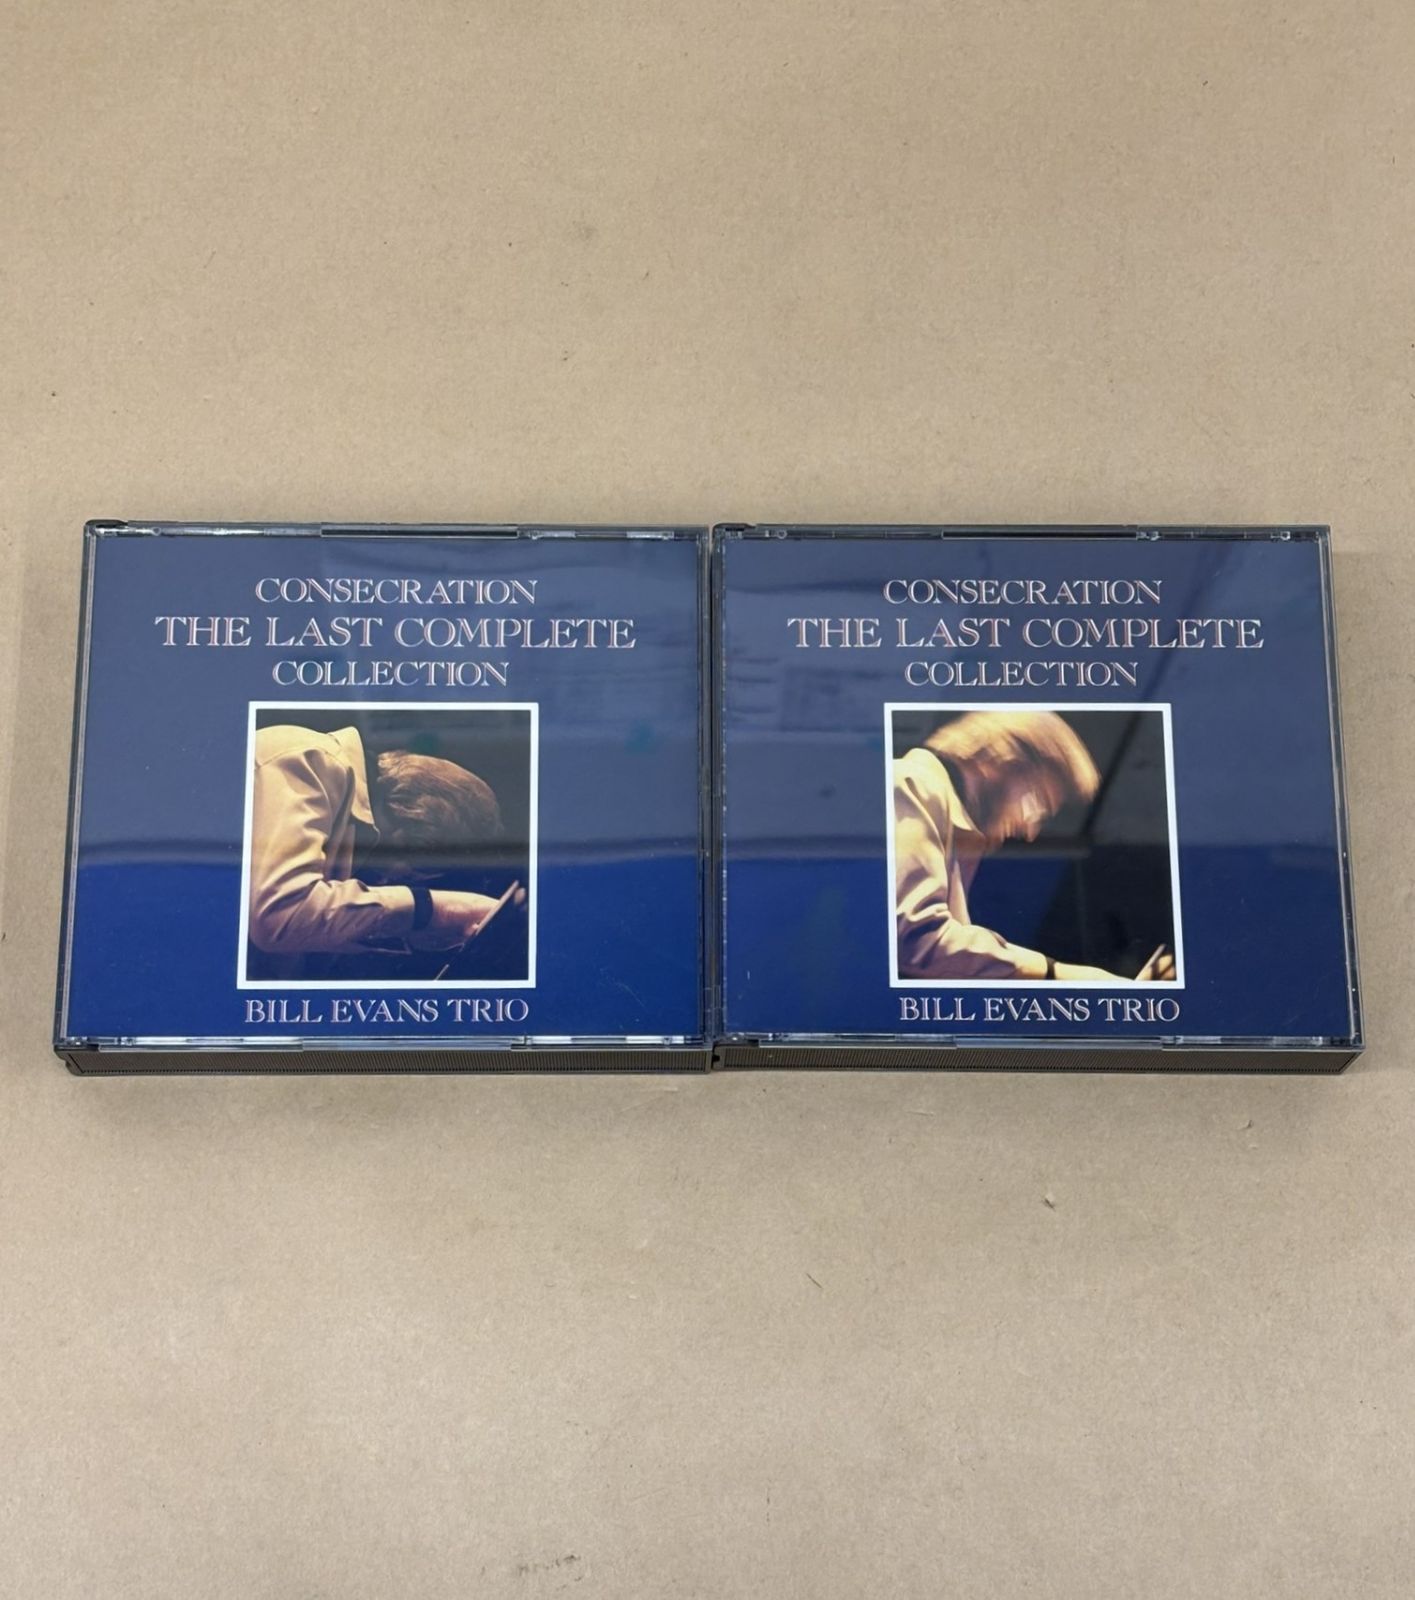 CONSECRATION
THE LAST COMPLETE
COLLECTION
BILL EVANS TRIO
CONSECRATION
THE LAST COMPLETE
COLLECTION
BILL EVANS TRIO